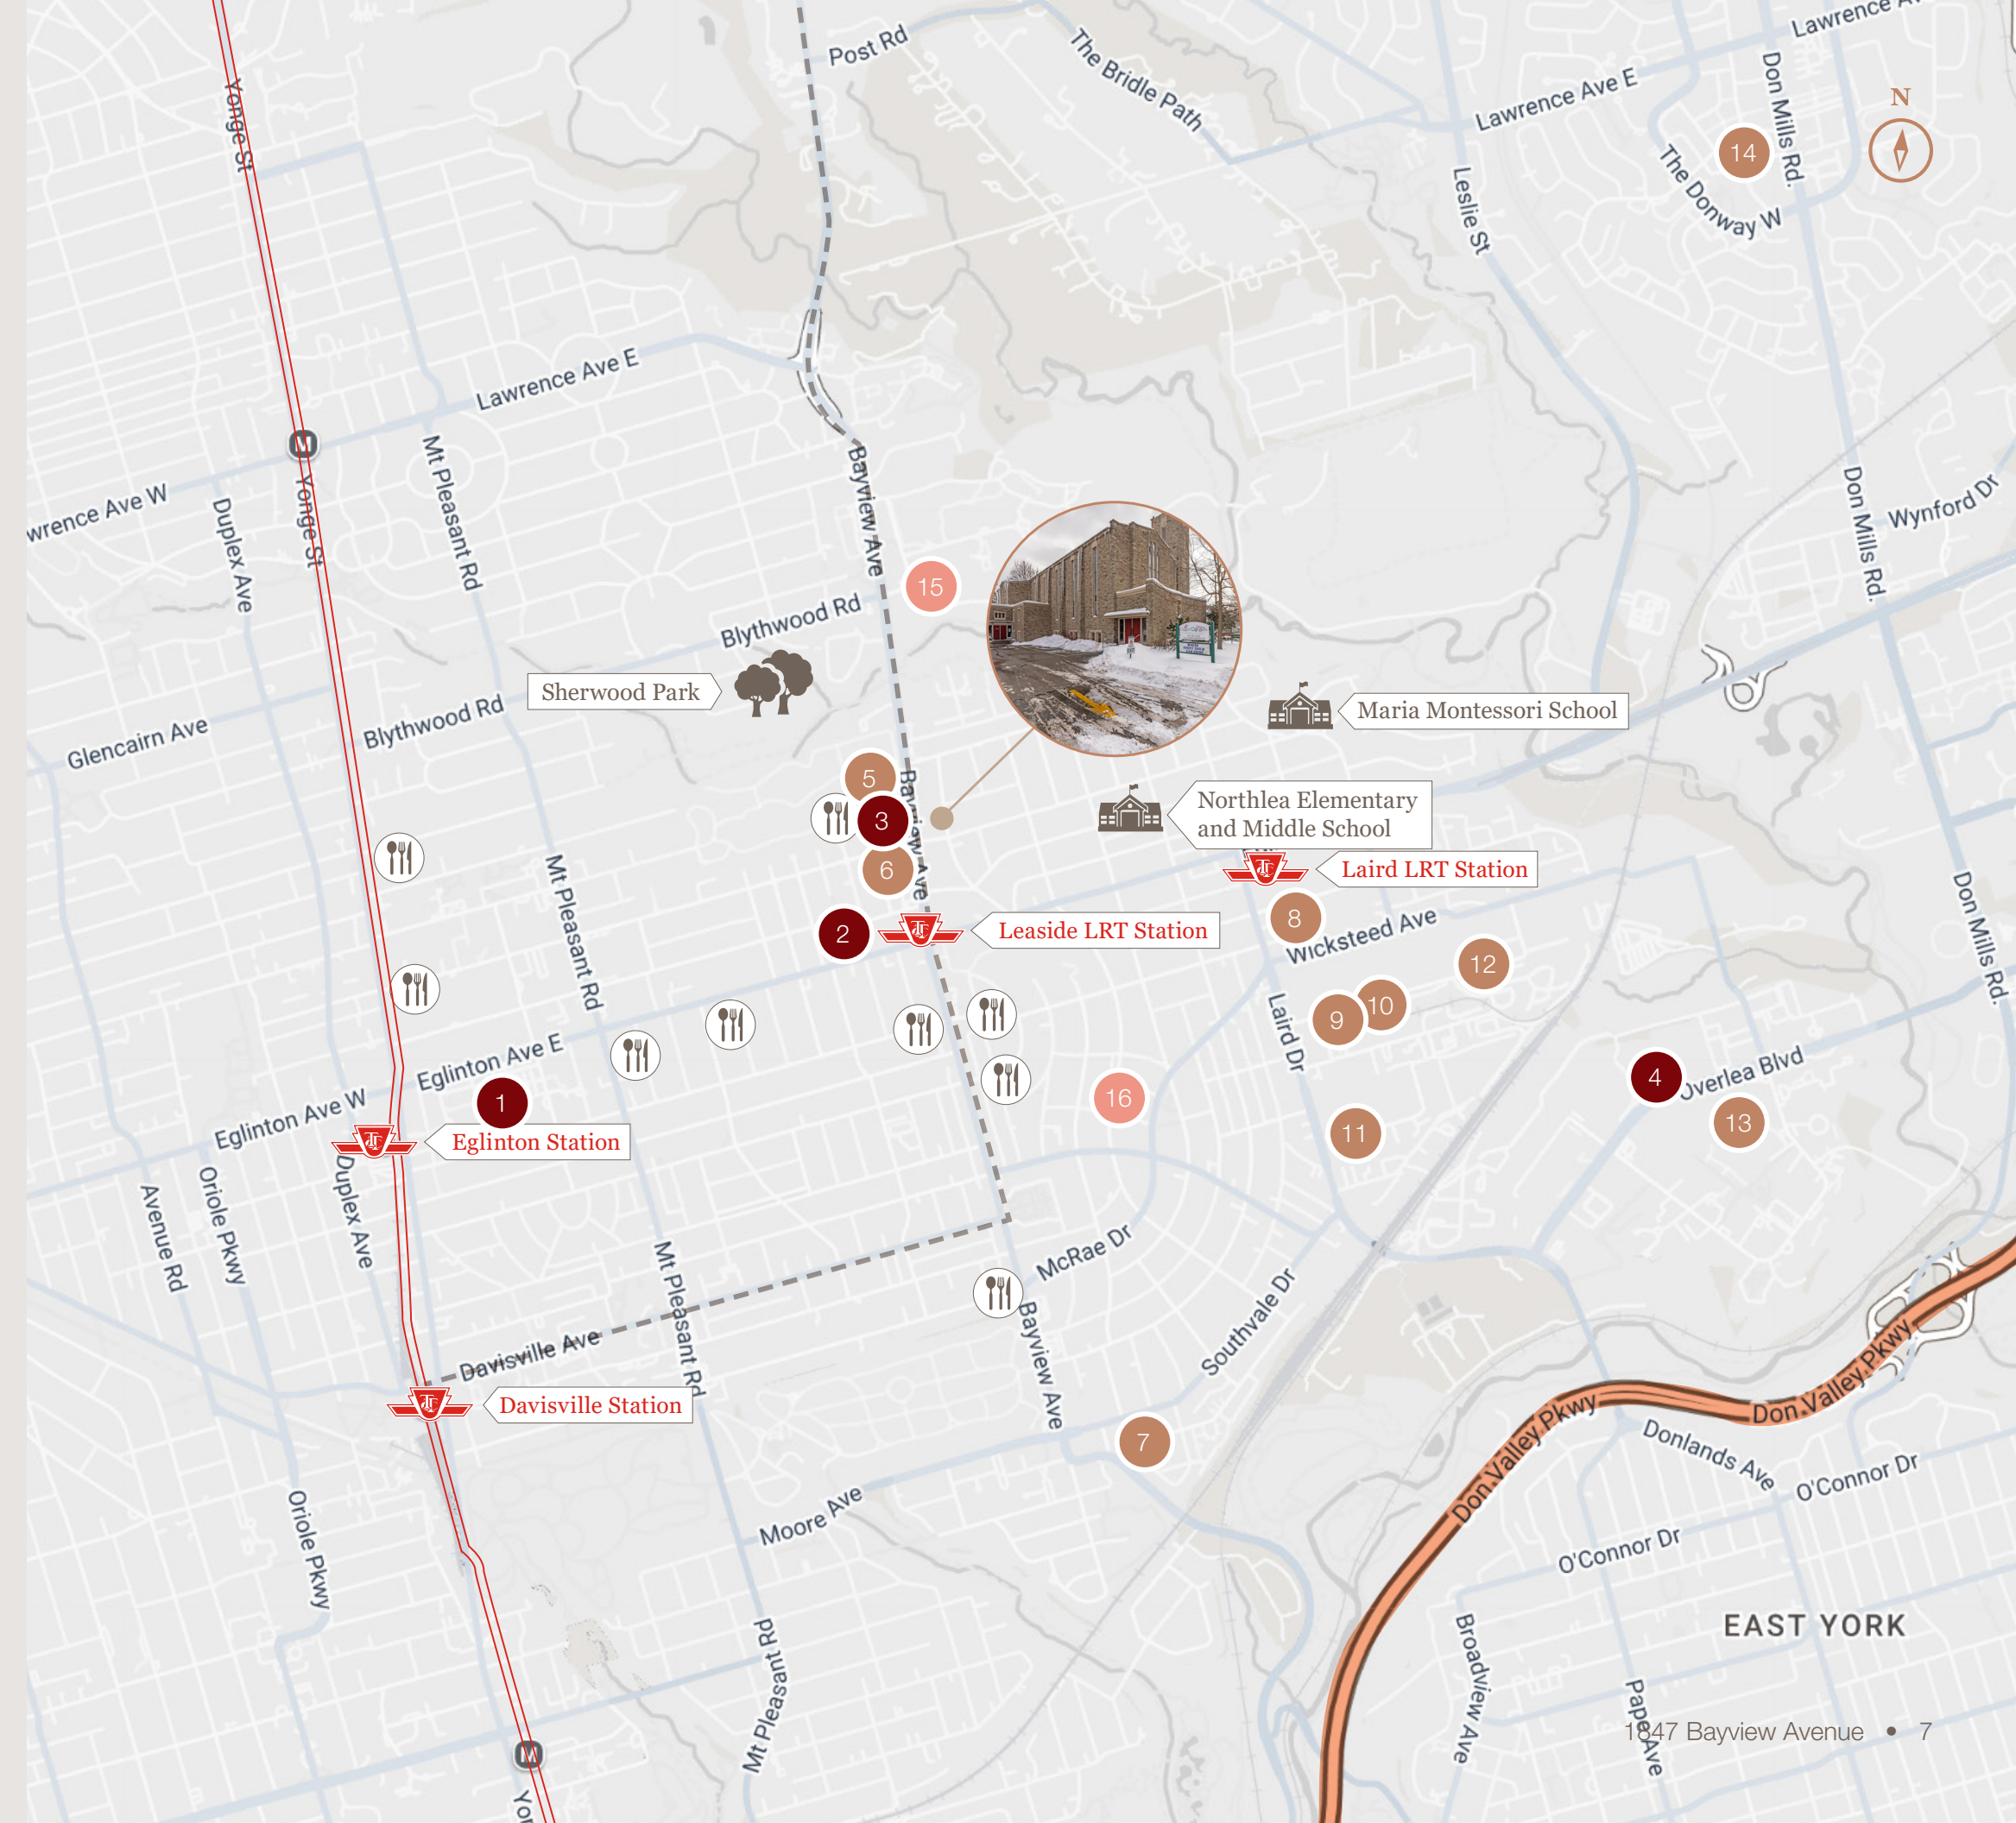 Post Rd
The Bridle Path
Lawrence Ave E
Don Mills Rd.
N
14
The Donway W
Leslie St
Yonge St
Lawrence Ave E
Mt Pleasant Rd
Duplex Ave
Yonge St
Bayview Ave
Don Mills Rd.
Wynford Dr
15
Blythwood Rd
Sherwood Park
Maria Montessori School
Blythwood Rd
Glencairn Ave
5
3
6
Bayview Ave
Northlea Elementary
and Middle School
Laird LRT Station
2
Leaside LRT Station
8
Wicksteed Ave
12
9
10
Laird Dr
Mt Pleasant Rd
Don Mills Rd.
Eglinton Ave E
1
Eglinton Ave W
Eglinton Station
16
11
4
Overlea Blvd
13
Avenue Rd
Oriole Pkwy
Duplex Ave
Mt Pleasant Rd
McRae Dr
Southvale Dr
Bayview Ave
Davisville Ave
Davisville Station
7
Don Valley Pkwy
Don Valley Pkwy
Donlands Ave
O'Connor Dr
O'Connor Dr
Moore Ave
Oriole Pkwy
Mt Pleasant Rd
Broadview Ave
EAST YORK
Pape Ave
1847 Bayview Avenue • 7